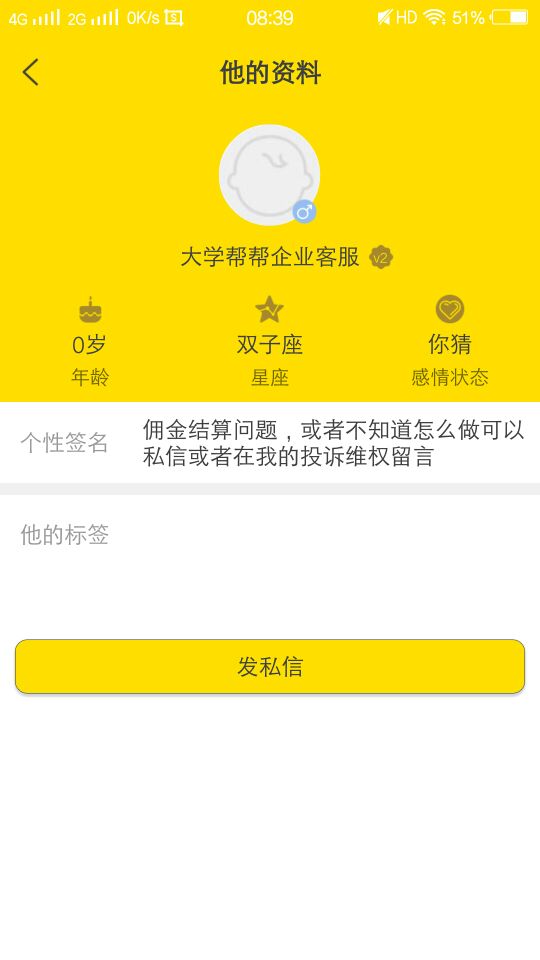 4G 2G 0K/s 08:39 HD 51%
他的资料
大学帮帮企业客服 v2
0岁 双子座 你猜
年龄 星座 感情状态
个性签名 佣金结算问题，或者不知道怎么做可以
私信或者在我的投诉维权留言
他的标签
发私信